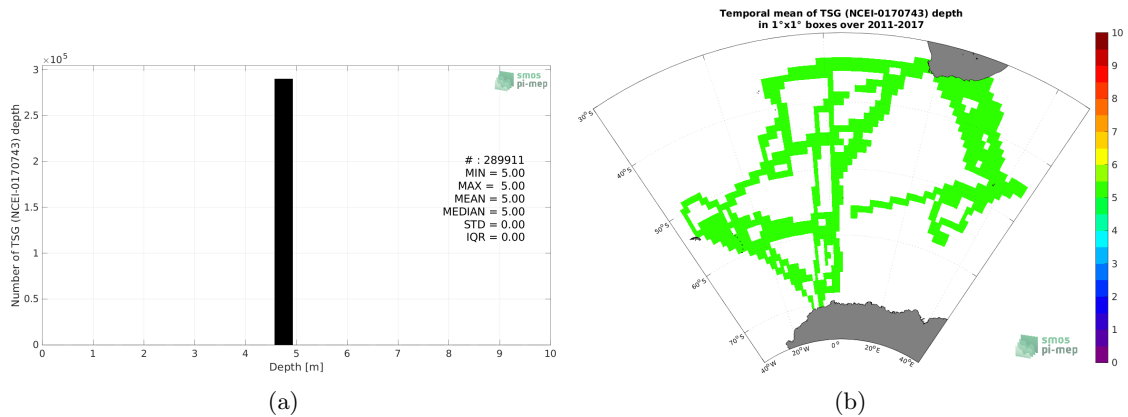 ×10⁵
3
2.5
2
1.5
1
0.5
0
Number of TSG (NCEI-0170743) depth
0 1 2 3 4 5 6 7 8 9 10
Depth [m]
smos
pi-mep
# : 289911
MIN = 5.00
MAX = 5.00
MEAN = 5.00
MEDIAN = 5.00
STD = 0.00
IQR = 0.00
(a)
Temporal mean of TSG (NCEI-0170743) depth
in 1°x1° boxes over 2011-2017
30°S
40°S
50°S
60°S
70°S
40°W
20°W
0°
20°E
40°E
10
9
8
7
6
5
4
3
2
1
0
smos
pi-mep
(b)